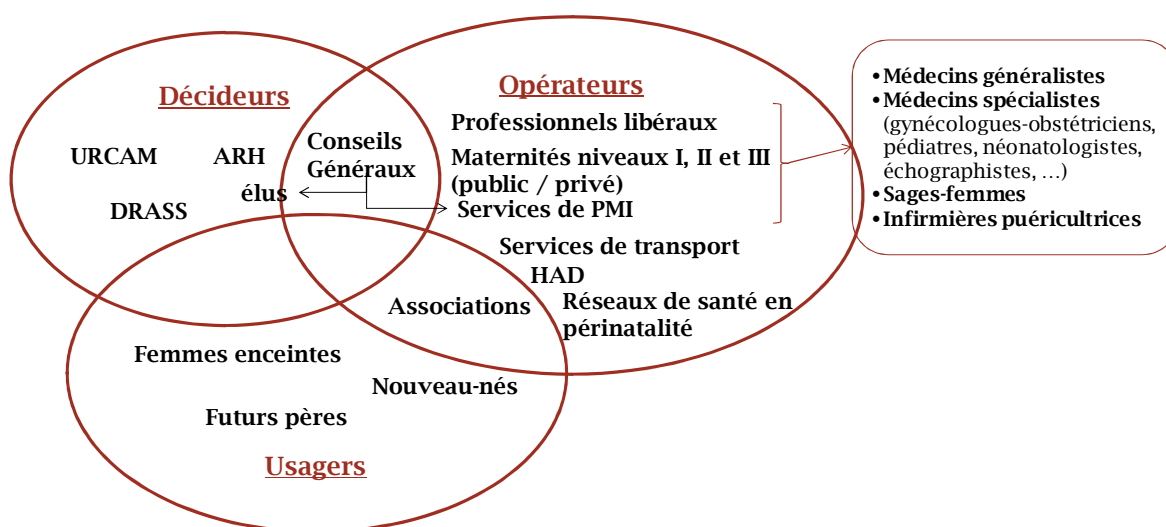 Décideurs
URCAM
ARH
élus
DRASS
Conseils
Généraux
Opérateurs
Professionnels libéraux
Maternités niveaux I, II et III
(public / privé)
Services de PMI
Services de transport
HAD
Réseaux de santé en
périnatalité
Associations
•Médecins généralistes
•Médecins spécialistes
(gynécologues-obstétriciens,
pédiatres, néonatologistes,
échographistes, …)
•Sages-femmes
•Infirmières puéricultrices
Femmes enceintes
Nouveau-nés
Futurs pères
Usagers